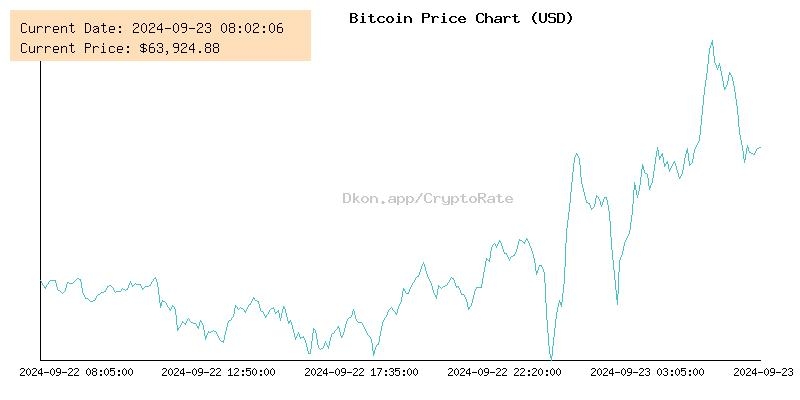 Bitcoin Price Chart (USD)
Current Date: 2024-09-23 08:02:06
Current Price: $63,924.88
Dkon.app/CryptoRate
2024-09-22 08:05:00 2024-09-22 12:50:00 2024-09-22 17:35:00 2024-09-22 22:20:00 2024-09-23 03:05:00 2024-09-23